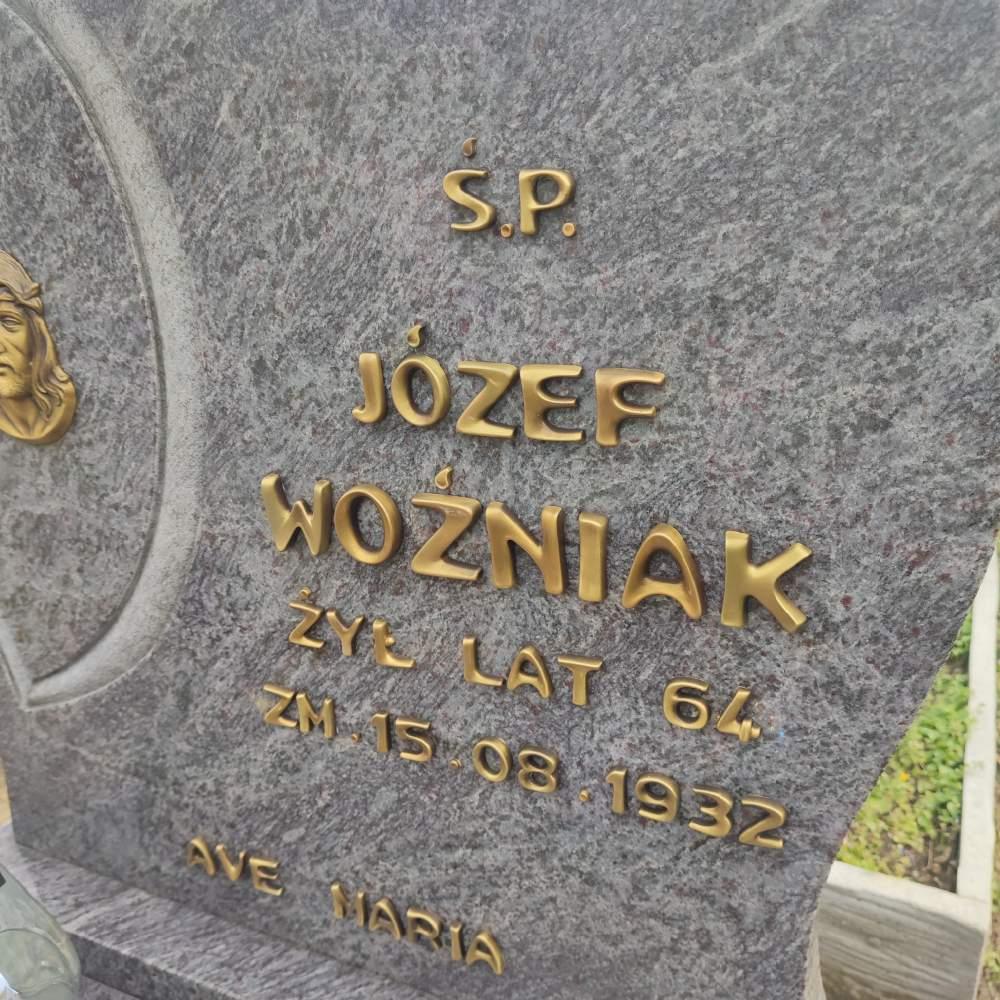 Ś.P.
JÓZEF
WOŹNIAK
ŻYŁ LAT 64
ZM. 15.08.1932
AVE MARIA